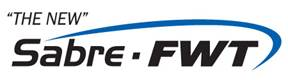 "THE NEW"
Sabre - FWT